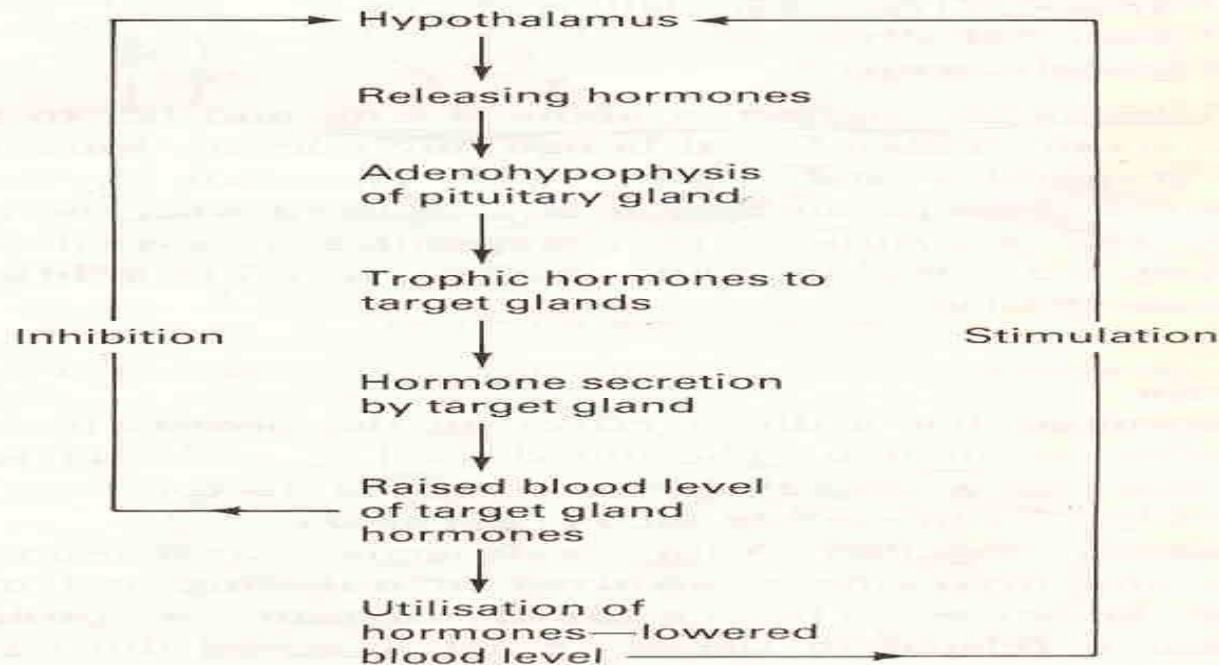 Hypothalamus
Releasing hormones
Adenohypophysis
of pituitary gland
Trophic hormones to
target glands
Inhibition
Stimulation
Hormone secretion
by target gland
Raised blood level
of target gland
hormones
Utilisation of
hormones—lowered
blood level